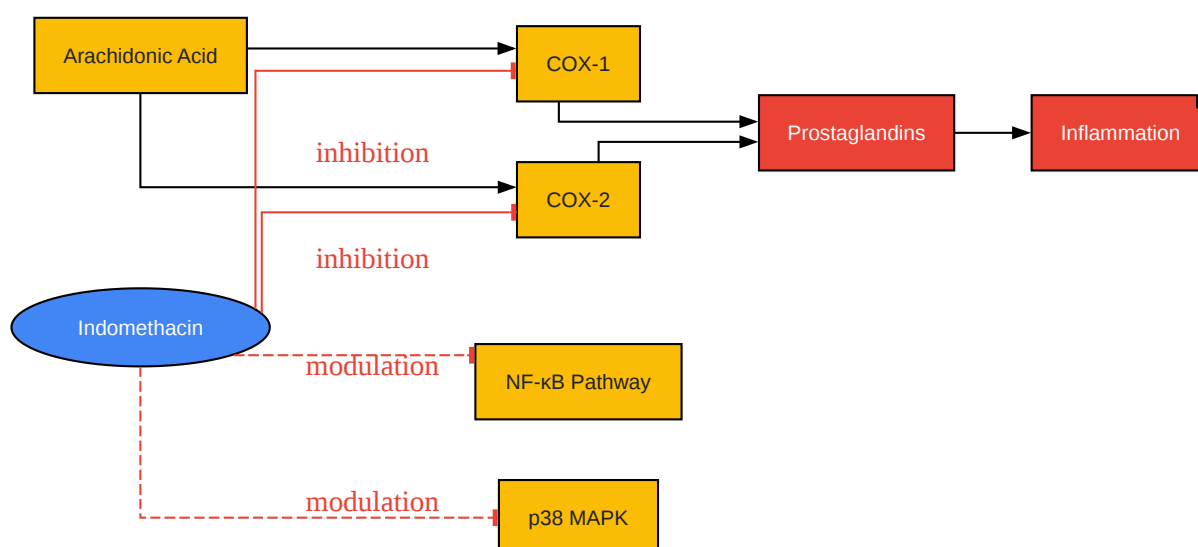 Arachidonic Acid
COX-1
Prostaglandins
Inflammation
inhibition
COX-2
inhibition
Indomethacin
modulation
NF-κB Pathway
modulation
p38 MAPK